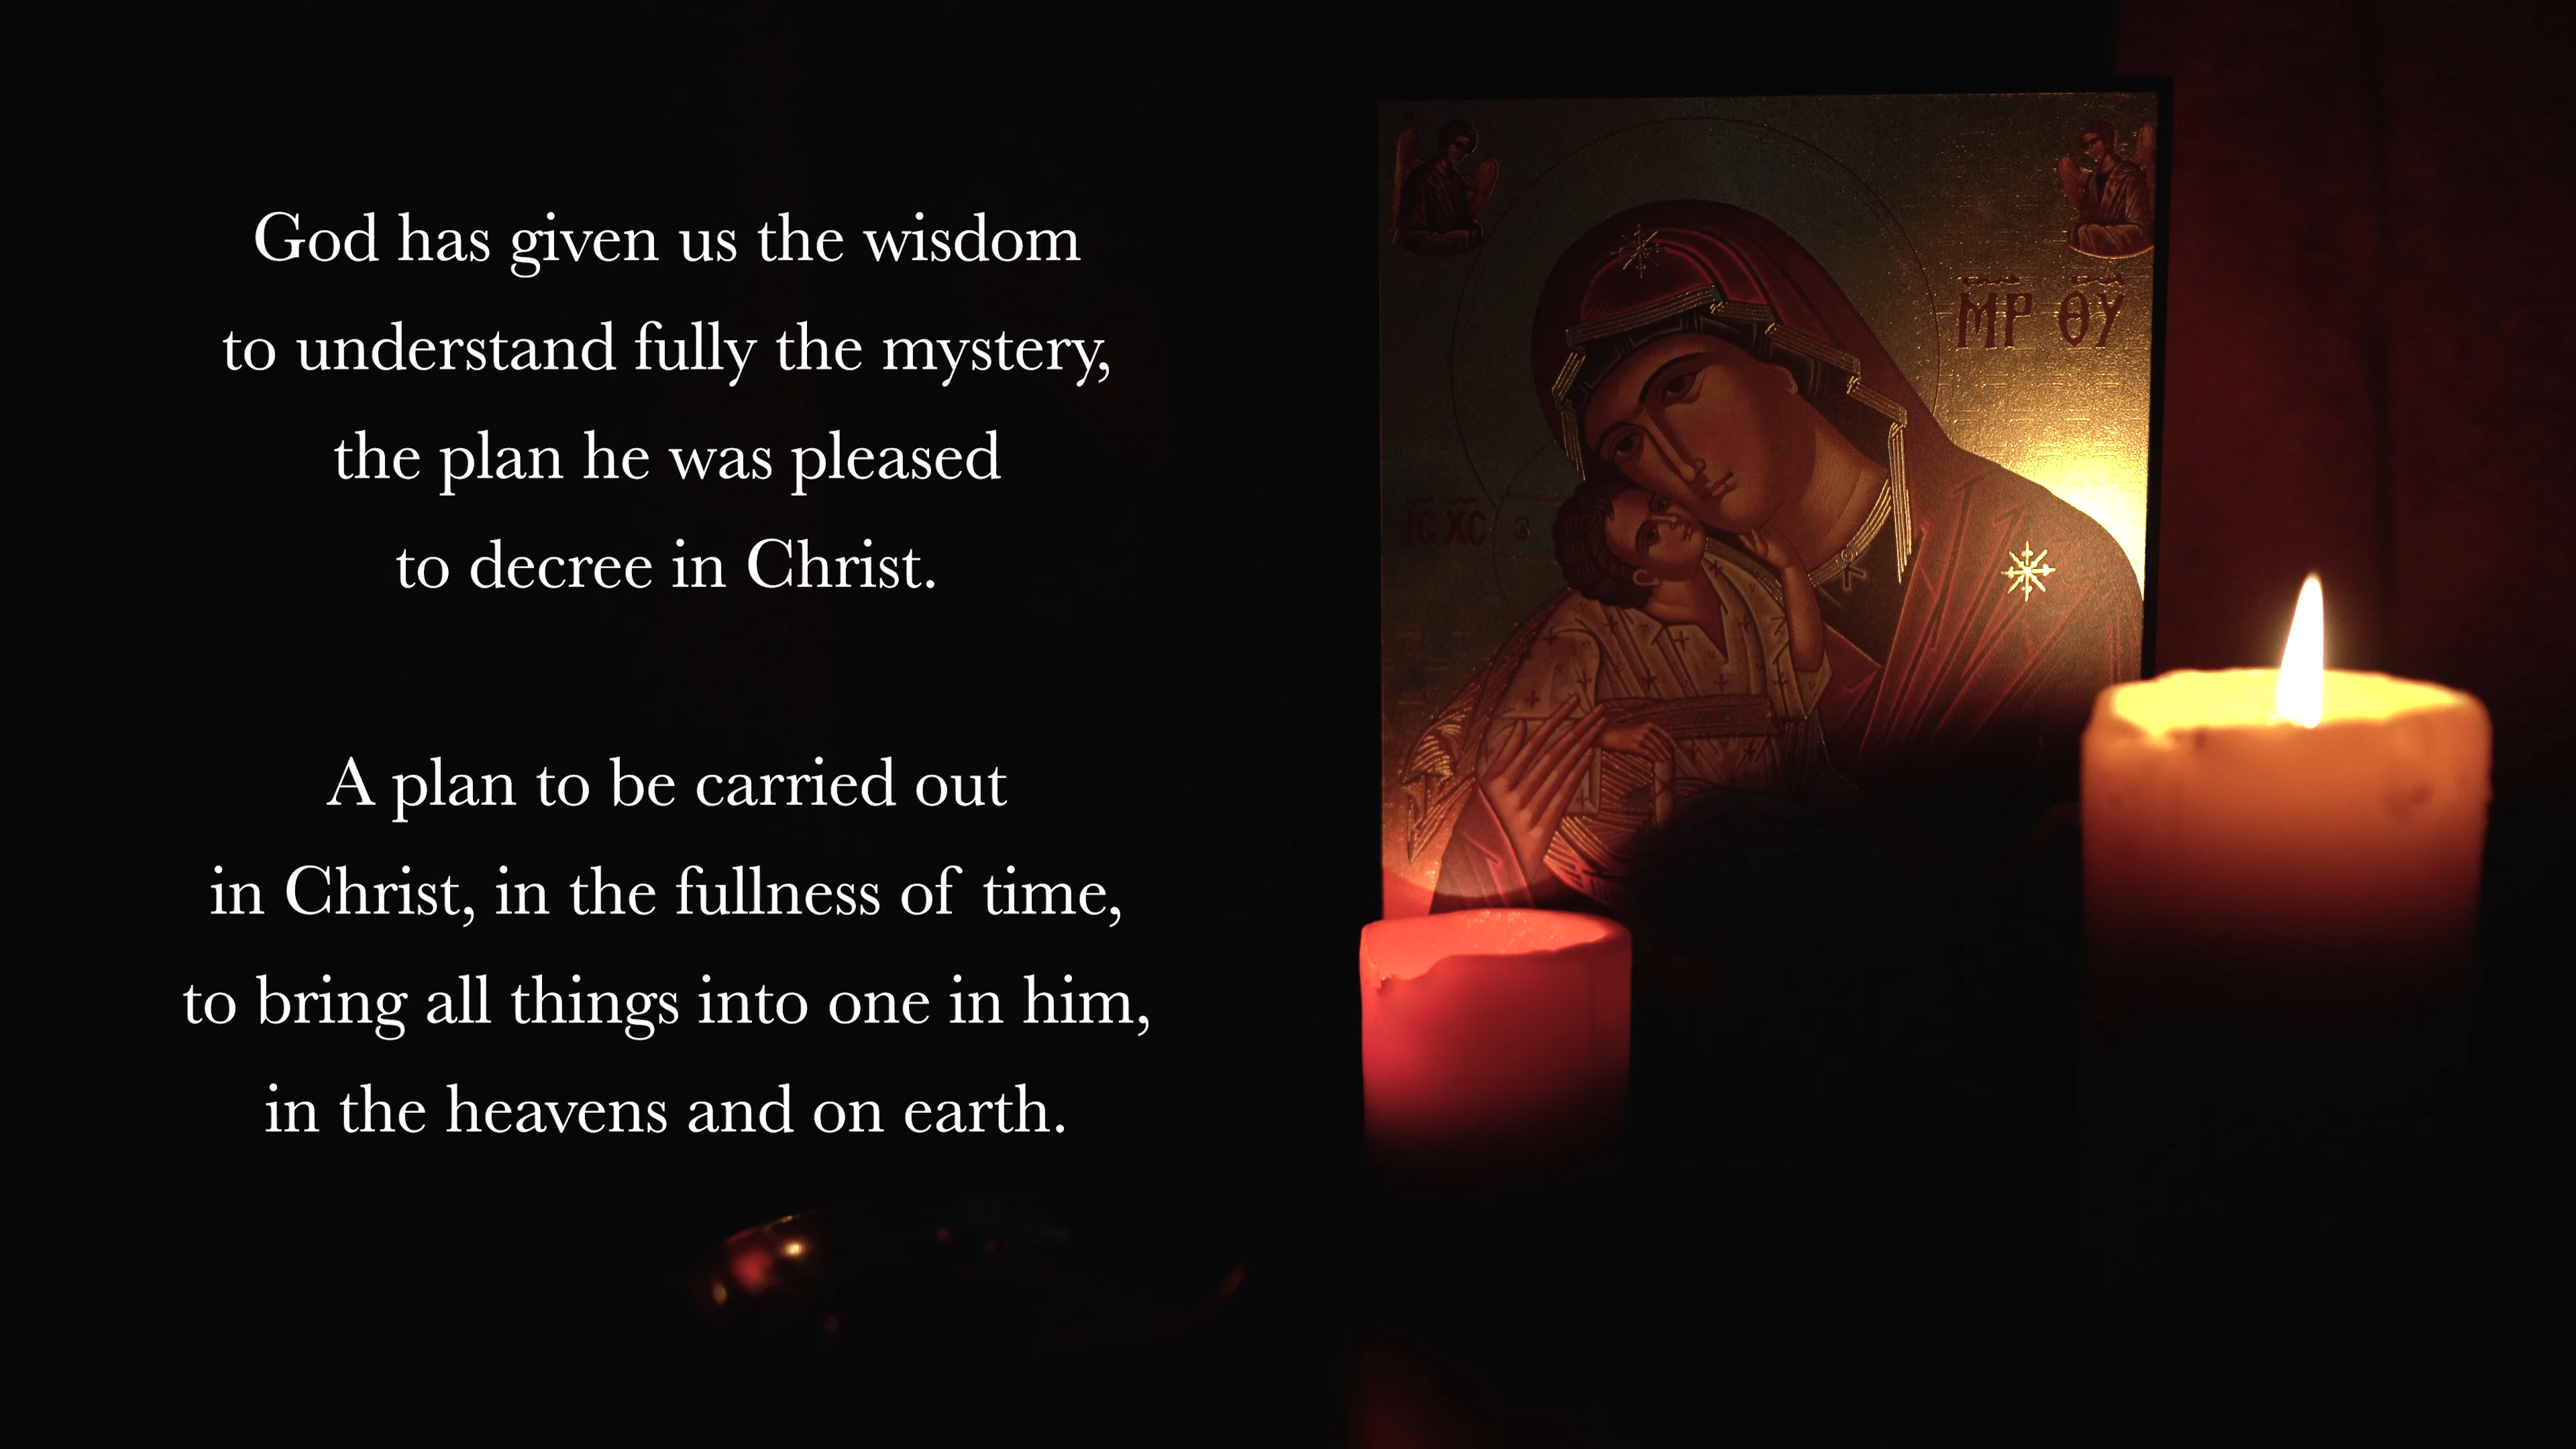 God has given us the wisdom
to understand fully the mystery,
the plan he was pleased
to decree in Christ.
A plan to be carried out
in Christ, in the fullness of time,
to bring all things into one in him,
in the heavens and on earth.
ΜΡ ΘΥ
ΙC ΧC